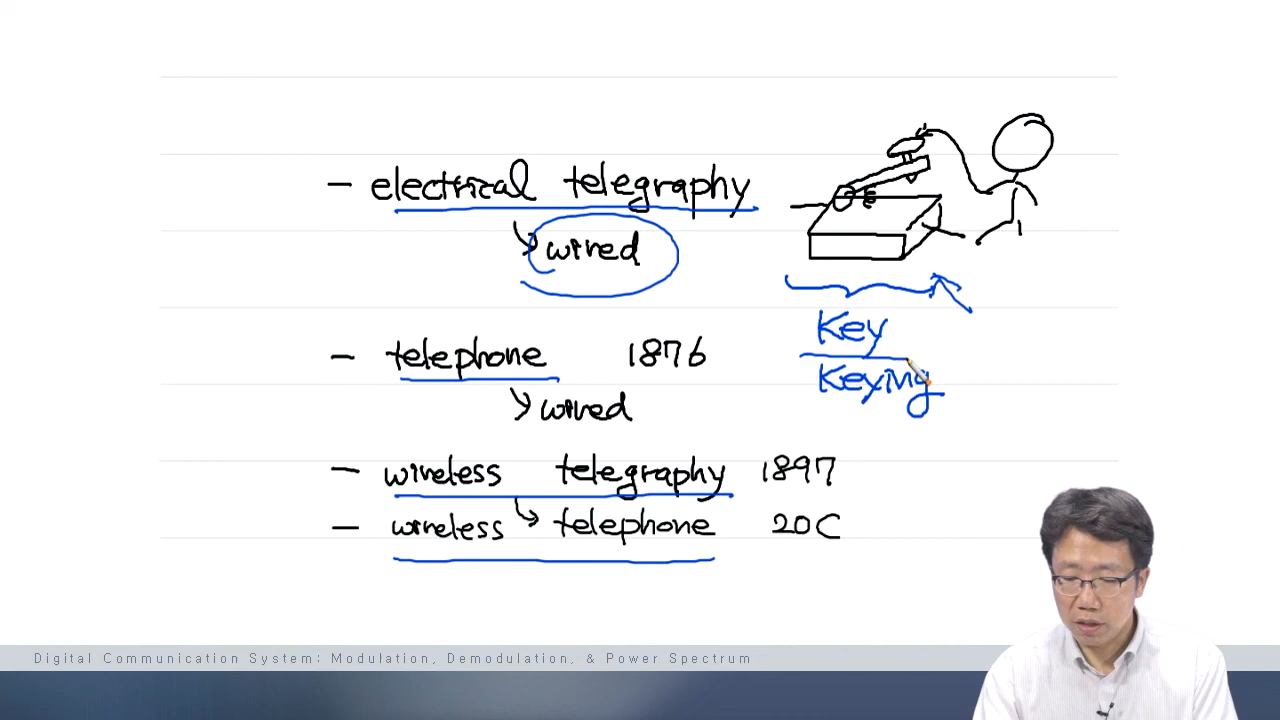 - electrical telegraphy
wired
Key
Keying
- telephone 1876
wired
- wireless telegraphy 1897
- wireless telephone 20C
Digital Communication System: Modulation, Demodulation, & Power Spectrum